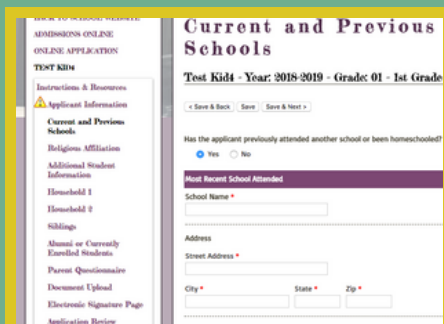 BACK TO SCHOOL WEBSITE
ADMISSIONS ONLINE
ONLINE APPLICATION
TEST KID4
Instructions & Resources
Applicant Information
Current and Previous
Schools
Religious Affiliation
Additional Student
Information
Household 1
Household 2
Siblings
Alumni or Currently
Enrolled Students
Parent Questionnaire
Document Upload
Electronic Signature Page
Application Review
Current and Previous
Schools
Test Kid4 - Year: 2018-2019 - Grade: 01 - 1st Grade
< Save & Back Save Save & Next >
Has the applicant previously attended another school or been homeschooled?
Yes No
Most Recent School Attended
School Name *
Address
Street Address *
City * State * Zip *